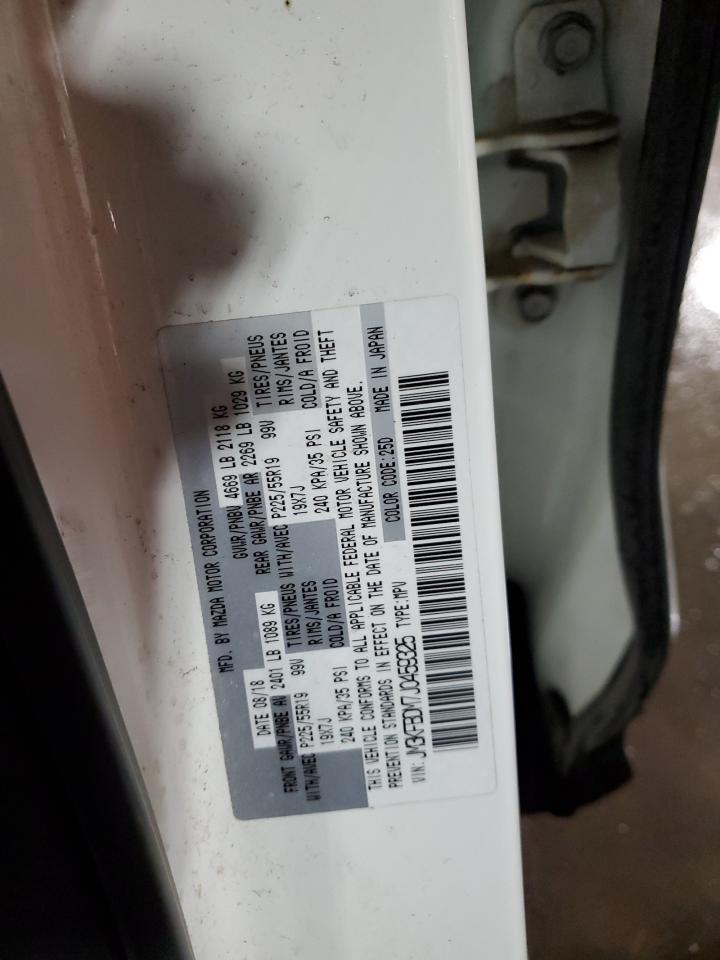 MFD. BY MAZDA MOTOR CORPORATION
DATE 08/18 GVWR/PNBV 4669 LB 2118 KG
FRONT GAWR/PNBE AV 2401 LB 1089 KG REAR GAWR/PNBE AR 2269 LB 1029 KG
WITH/AVEC P225/55R19 99V TIRES/PNEUS WITH/AVEC P225/55R19 99V TIRES/PNEUS
19X7J RIMS/JANTES 19X7J RIMS/JANTES
240 KPA/35 PSI COLD/A FROID 240 KPA/35 PSI COLD/A FROID
THIS VEHICLE CONFORMS TO ALL APPLICABLE FEDERAL MOTOR VEHICLE SAFETY AND THEFT
PREVENTION STANDARDS IN EFFECT ON THE DATE OF MANUFACTURE SHOWN ABOVE.
VIN: JM3KFBDM7J0459325 TYPE:MPV COLOR CODE:25D MADE IN JAPAN